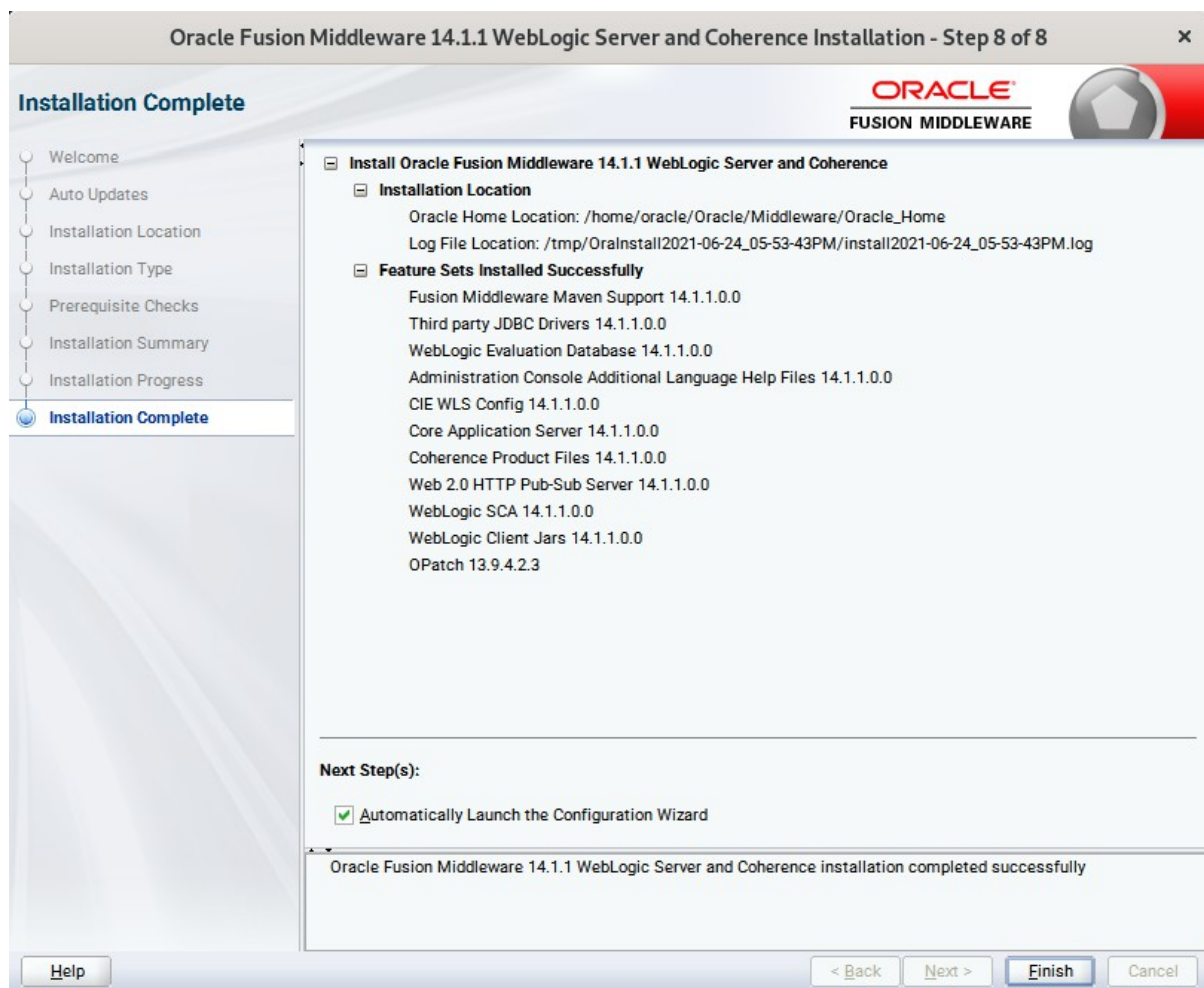 Oracle Fusion Middleware 14.1.1 WebLogic Server and Coherence Installation - Step 8 of 8
Installation Complete
ORACLE
FUSION MIDDLEWARE
Welcome
Auto Updates
Installation Location
Installation Type
Prerequisite Checks
Installation Summary
Installation Progress
Installation Complete
Install Oracle Fusion Middleware 14.1.1 WebLogic Server and Coherence
Installation Location
Oracle Home Location: /home/oracle/Oracle/Middleware/Oracle_Home
Log File Location: /tmp/OraInstall2021-06-24_05-53-43PM/install2021-06-24_05-53-43PM.log
Feature Sets Installed Successfully
Fusion Middleware Maven Support 14.1.1.0.0
Third party JDBC Drivers 14.1.1.0.0
WebLogic Evaluation Database 14.1.1.0.0
Administration Console Additional Language Help Files 14.1.1.0.0
CIE WLS Config 14.1.1.0.0
Core Application Server 14.1.1.0.0
Coherence Product Files 14.1.1.0.0
Web 2.0 HTTP Pub-Sub Server 14.1.1.0.0
WebLogic SCA 14.1.1.0.0
WebLogic Client Jars 14.1.1.0.0
OPatch 13.9.4.2.3
Next Step(s):
Automatically Launch the Configuration Wizard
Oracle Fusion Middleware 14.1.1 WebLogic Server and Coherence installation completed successfully
Help
< Back
Next >
Finish
Cancel